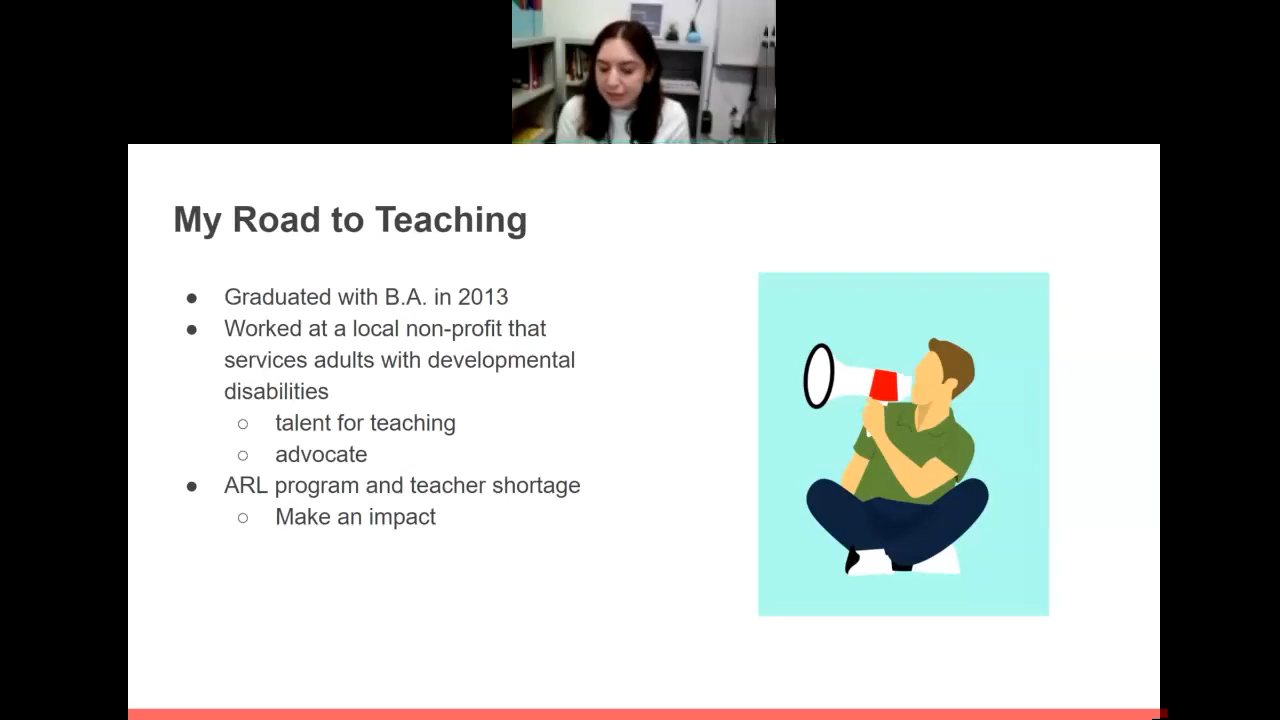 My Road to Teaching
● Graduated with B.A. in 2013
● Worked at a local non-profit that
services adults with developmental
disabilities
○ talent for teaching
○ advocate
● ARL program and teacher shortage
○ Make an impact